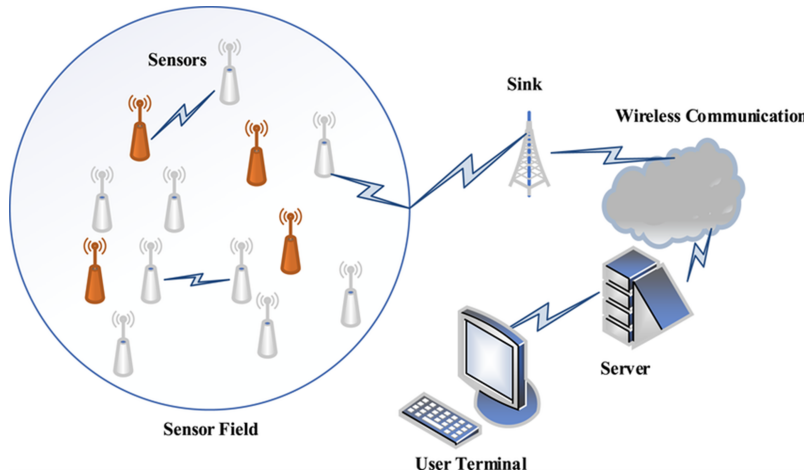 Sensors
Sink
Wireless Communication
Server
Sensor Field
User Terminal